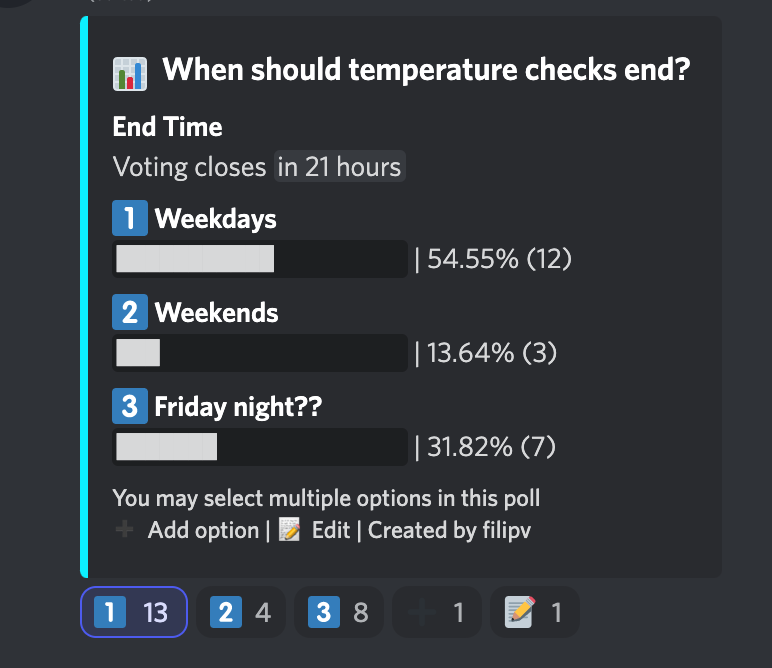 When should temperature checks end?
End Time
Voting closes in 21 hours
1 Weekdays
| 54.55% (12)
2 Weekends
| 13.64% (3)
3 Friday night??
| 31.82% (7)
You may select multiple options in this poll
+ Add option | 📝 Edit | Created by filipv
1 13 2 4 3 8 + 1 📝 1